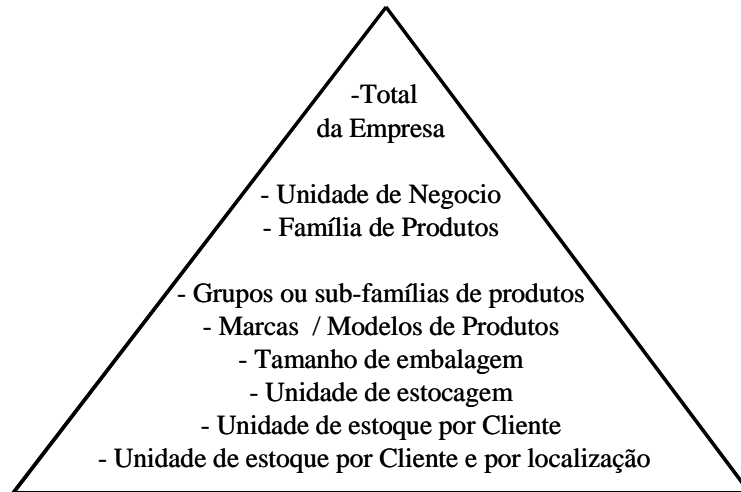 -Total
da Empresa
- Unidade de Negocio
- Família de Produtos
- Grupos ou sub-famílias de produtos
- Marcas / Modelos de Produtos
- Tamanho de embalagem
- Unidade de estocagem
- Unidade de estoque por Cliente
- Unidade de estoque por Cliente e por localização